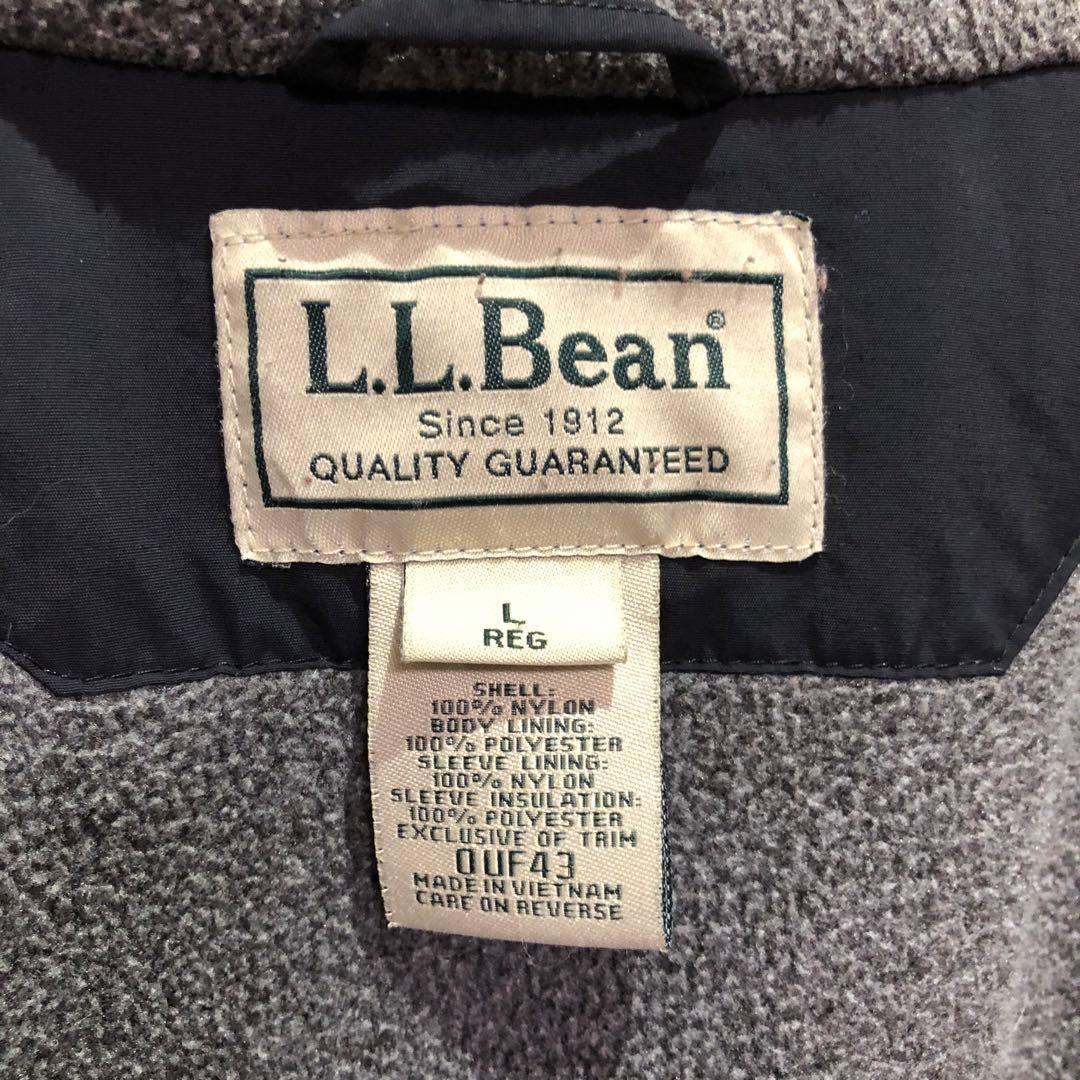 L.L.Bean®
Since 1912
QUALITY GUARANTEED
L
REG
SHELL:
100% NYLON
BODY LINING:
100% POLYESTER
SLEEVE LINING:
100% NYLON
SLEEVE INSULATION:
100% POLYESTER
EXCLUSIVE OF TRIM
0UF43
MADE IN VIETNAM
CARE ON REVERSE